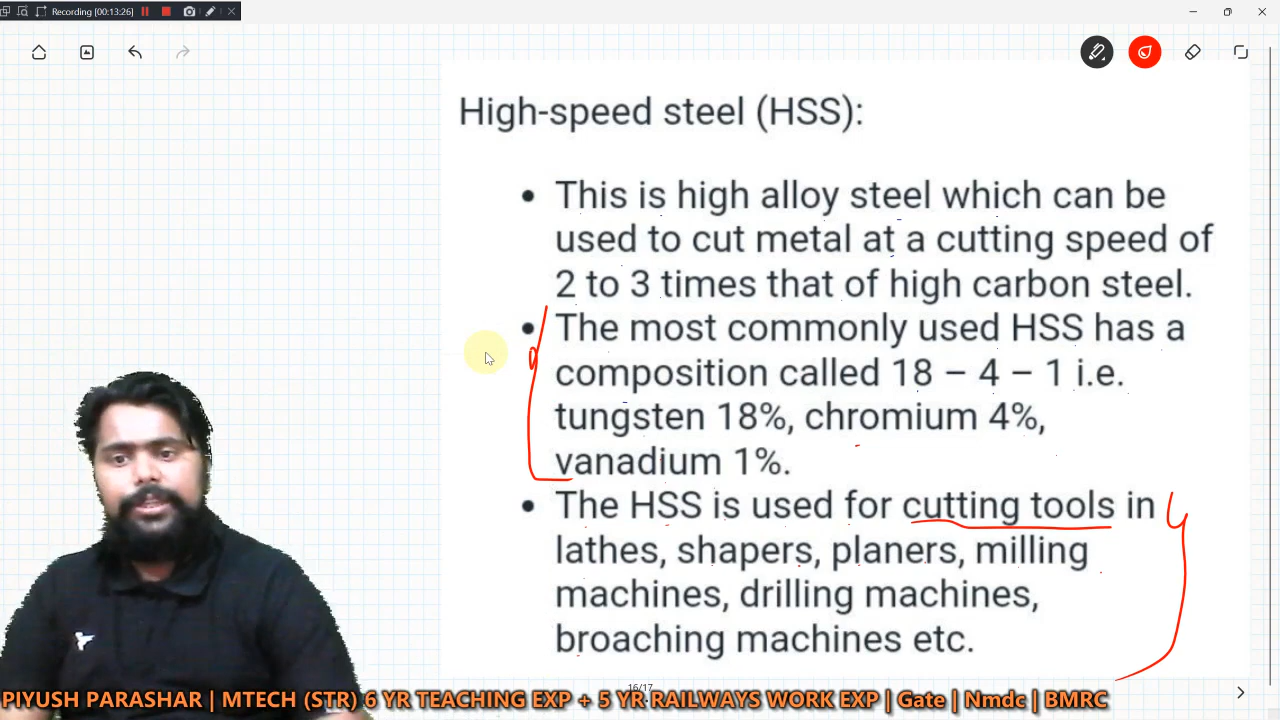 Recording [00:13:26]
High-speed steel (HSS):
• This is high alloy steel which can be
used to cut metal at a cutting speed of
2 to 3 times that of high carbon steel.
• The most commonly used HSS has a
composition called 18 – 4 – 1 i.e.
tungsten 18%, chromium 4%,
vanadium 1%.
• The HSS is used for cutting tools in
lathes, shapers, planers, milling
machines, drilling machines,
broaching machines etc.
16/17
PIYUSH PARASHAR | MTECH (STR) 6 YR TEACHING EXP + 5 YR RAILWAYS WORK EXP | Gate | Nmdc | BMRC